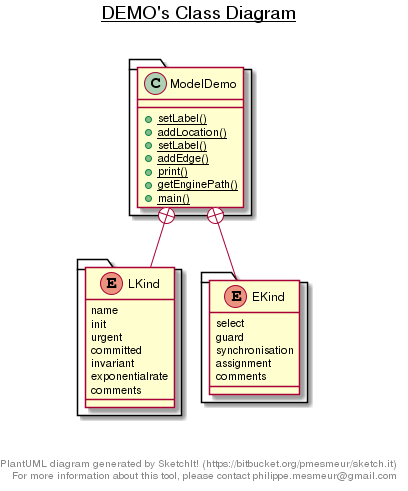 DEMO's Class Diagram
C ModelDemo
setLabel()
addLocation()
setLabel()
addEdge()
print()
getEnginePath()
main()
E LKind
name
init
urgent
committed
invariant
exponentialrate
comments
E EKind
select
guard
synchronisation
assignment
comments
PlantUML diagram generated by SketchIt! (https://bitbucket.org/pmesmeur/sketch.it)
For more information about this tool, please contact philippe.mesmeur@gmail.com